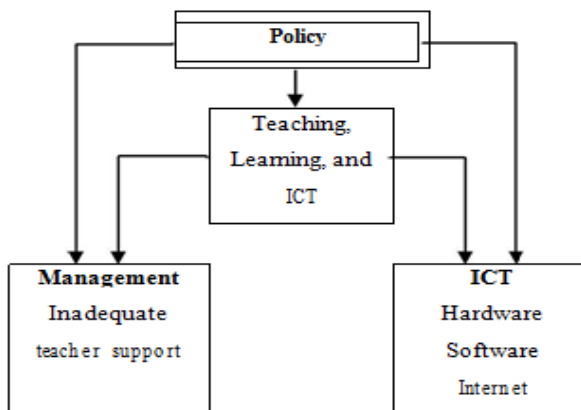 Policy
Teaching,
Learning, and
ICT
Management
Inadequate
teacher support
ICT
Hardware
Software
Internet